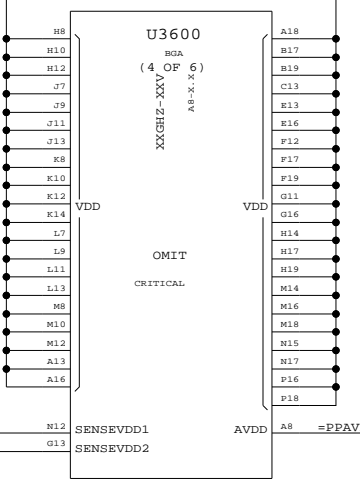 U3600
BGA
(4 OF 6)
XXGHZ-XXV
A8-X.X
H8
H10
H12
J7
J9
J11
J13
K8
K10
K12
K14
L7
L9
L11
L13
M8
M10
M12
A13
A16
VDD
VDD
OMIT
CRITICAL
A18
B17
B19
C13
E13
E16
F12
F17
F19
G11
G16
H14
H17
H19
M14
M16
M18
N15
N17
P16
P18
N12 SENSEVDD1
G13 SENSEVDD2
AVDD A8 =PPAV